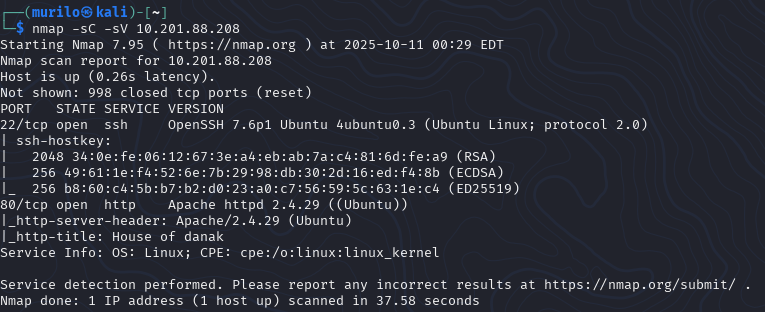 ┌──(murilo㉿kali)-[~]
└─$ nmap -sC -sV 10.201.88.208
Starting Nmap 7.95 ( https://nmap.org ) at 2025-10-11 00:29 EDT
Nmap scan report for 10.201.88.208
Host is up (0.26s latency).
Not shown: 998 closed tcp ports (reset)
PORT   STATE SERVICE VERSION
22/tcp open  ssh     OpenSSH 7.6p1 Ubuntu 4ubuntu0.3 (Ubuntu Linux; protocol 2.0)
| ssh-hostkey:
|   2048 34:0e:fe:06:12:67:3e:a4:eb:ab:7a:c4:81:6d:fe:a9 (RSA)
|   256 49:61:1e:f4:52:6e:7b:29:98:db:30:2d:16:ed:f4:8b (ECDSA)
|_  256 b8:60:c4:5b:b7:b2:d0:23:a0:c7:56:59:5c:63:1e:c4 (ED25519)
80/tcp open  http    Apache httpd 2.4.29 ((Ubuntu))
|_http-server-header: Apache/2.4.29 (Ubuntu)
|_http-title: House of danak
Service Info: OS: Linux; CPE: cpe:/o:linux:linux_kernel

Service detection performed. Please report any incorrect results at https://nmap.org/submit/ .
Nmap done: 1 IP address (1 host up) scanned in 37.58 seconds